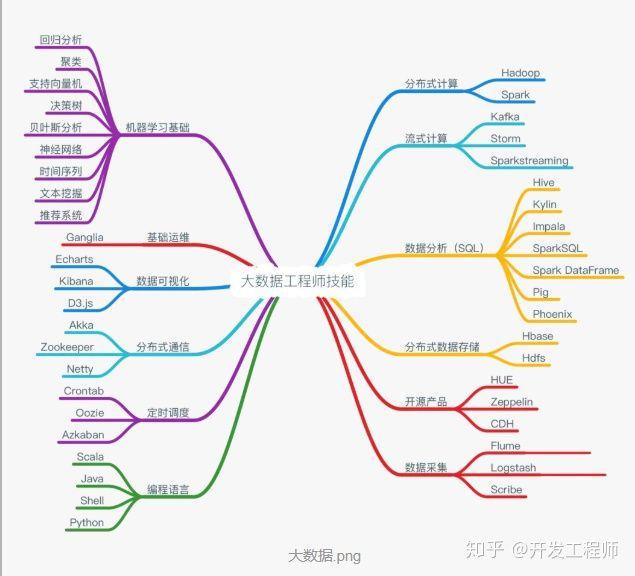 大数据工程师技能
机器学习基础
回归分析
聚类
支持向量机
决策树
贝叶斯分析
神经网络
时间序列
文本挖掘
推荐系统
基础运维
Ganglia
数据可视化
Echarts
Kibana
D3.js
分布式通信
Akka
Zookeeper
Netty
定时调度
Crontab
Oozie
Azkaban
编程语言
Scala
Java
Shell
Python
分布式计算
Hadoop
Spark
流式计算
Kafka
Storm
Sparkstreaming
数据分析（SQL）
Hive
Kylin
Impala
SparkSQL
Spark DataFrame
Pig
Phoenix
分布式数据存储
Hbase
Hdfs
开源产品
HUE
Zeppelin
CDH
数据采集
Flume
Logstash
Scribe
大数据.png
知乎 @开发工程师